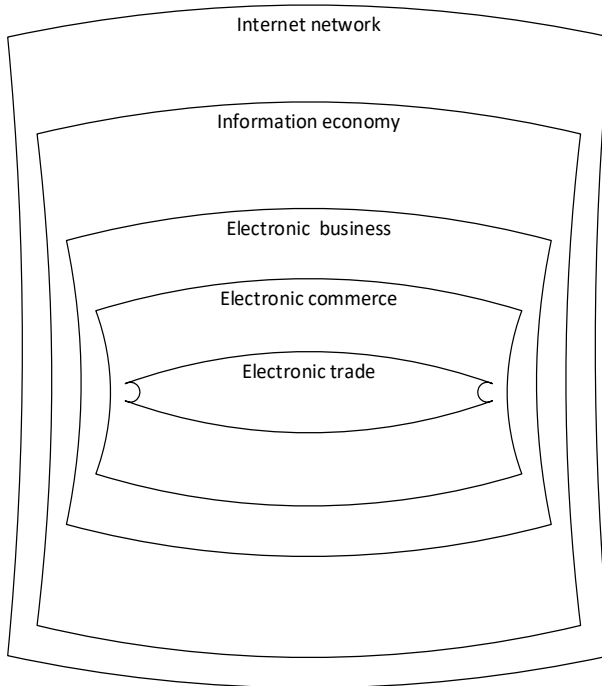 Internet network
Information economy
Electronic  business
Electronic commerce
Electronic trade